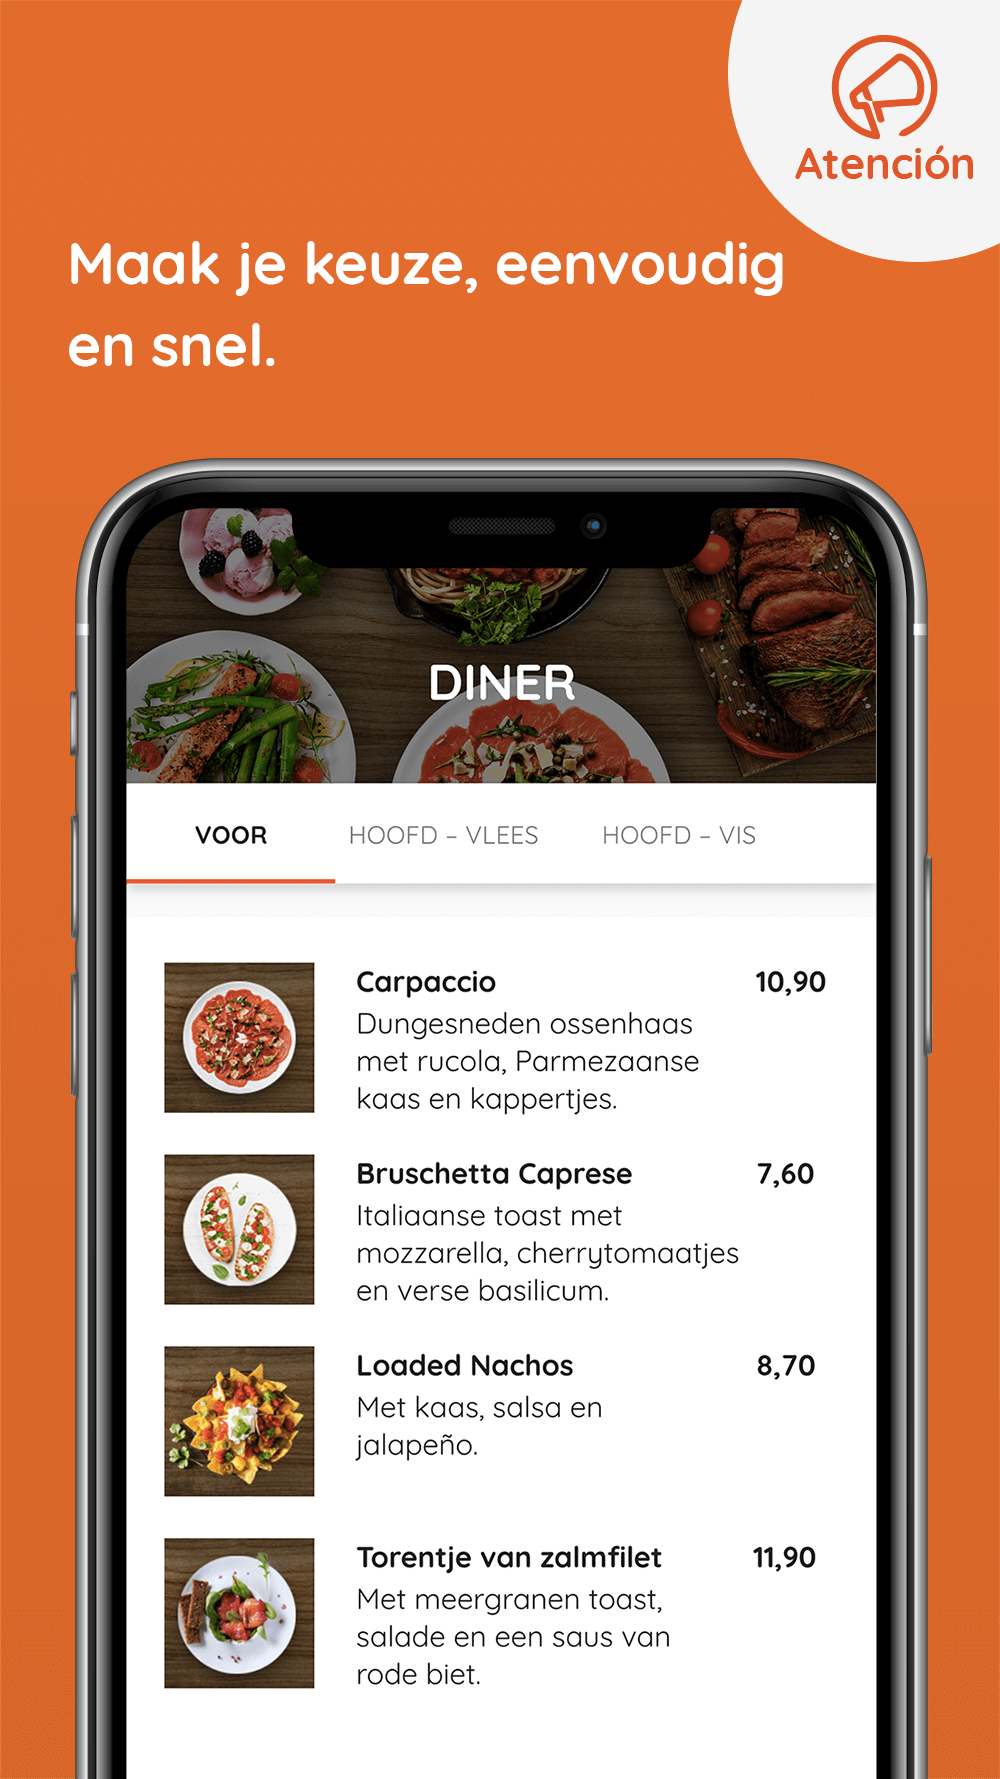 Atención
Maak je keuze, eenvoudig
en snel.
DINER
VOOR HOOFD – VLEES HOOFD – VIS
Carpaccio 10,90
Dungesneden ossenhaas
met rucola, Parmezaanse
kaas en kappertjes.
Bruschetta Caprese 7,60
Italiaanse toast met
mozzarella, cherrytomaatjes
en verse basilicum.
Loaded Nachos 8,70
Met kaas, salsa en
jalapeño.
Torentje van zalmfilet 11,90
Met meergranen toast,
salade en een saus van
rode biet.